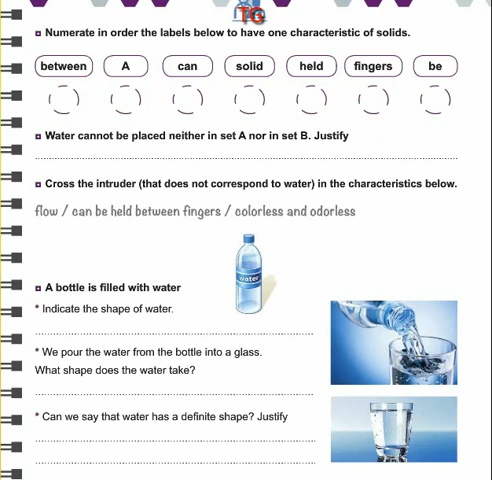 TG
Numerate in order the labels below to have one characteristic of solids.
between A can solid held fingers be
Water cannot be placed neither in set A nor in set B. Justify
Cross the intruder (that does not correspond to water) in the characteristics below.
flow / can be held between fingers / colorless and odorless
water
A bottle is filled with water
* Indicate the shape of water.
* We pour the water from the bottle into a glass.
What shape does the water take?
* Can we say that water has a definite shape? Justify